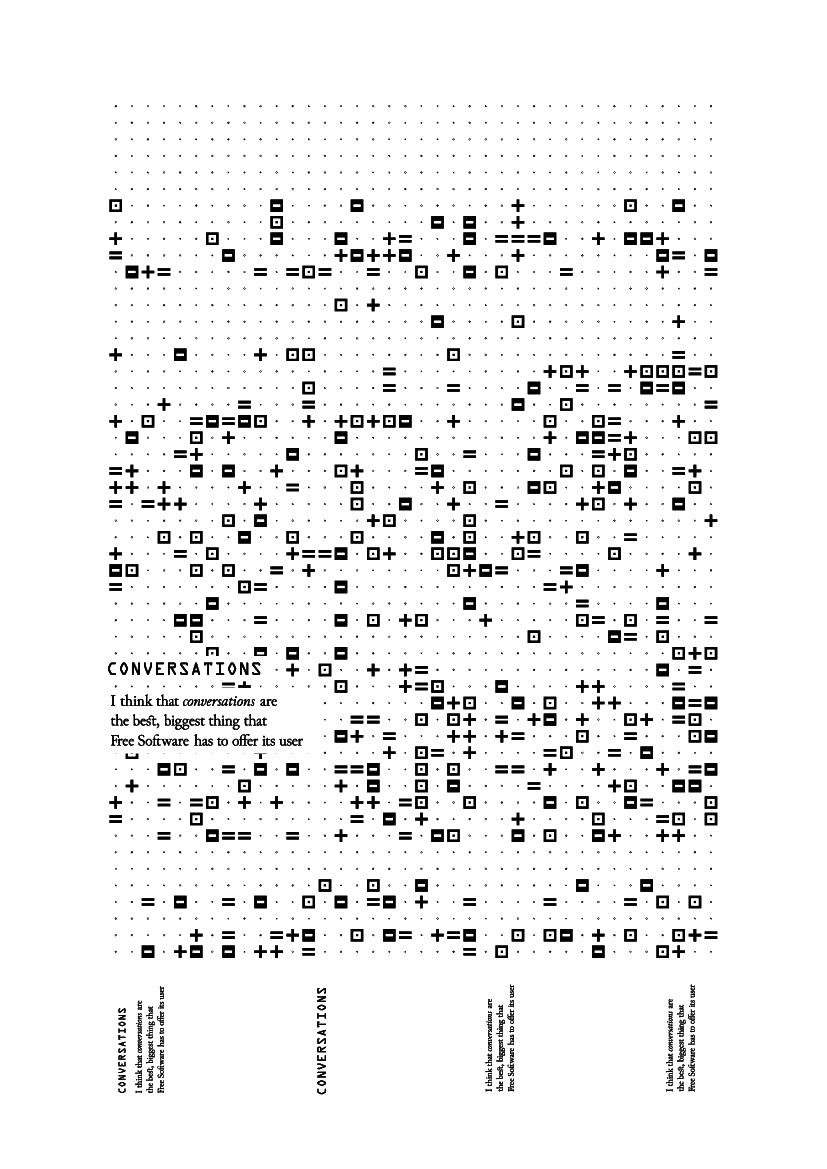 CONVERSATIONS
I think that conversations are
the best, biggest thing that
Free Software has to offer its user
CONVERSATIONS
I think that conversations are
the best, biggest thing that
Free Software has to offer its user
CONVERSATIONS
I think that conversations are
the best, biggest thing that
Free Software has to offer its user
I think that conversations are
the best, biggest thing that
Free Software has to offer its user